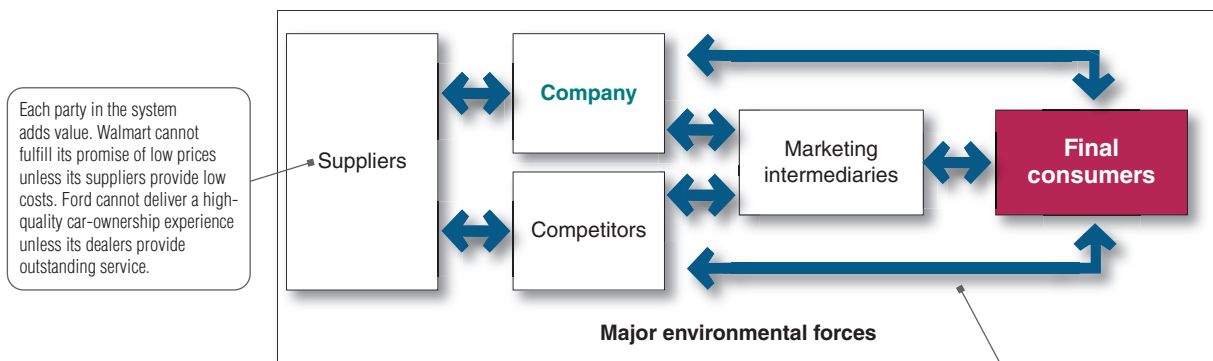 Each party in the system
adds value. Walmart cannot
fulfill its promise of low prices
unless its suppliers provide low
costs. Ford cannot deliver a high-
quality car-ownership experience
unless its dealers provide
outstanding service.
Suppliers
Company
Competitors
Marketing
intermediaries
Final
consumers
Major environmental forces